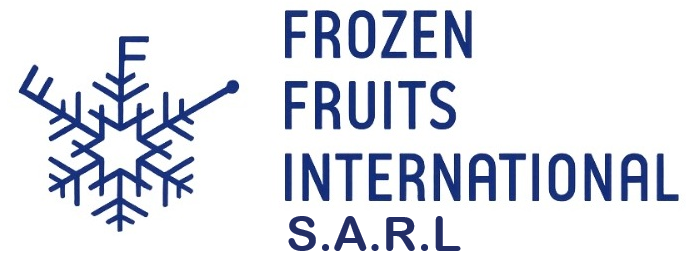 F F
FROZEN
FRUITS
INTERNATIONAL
S.A.R.L